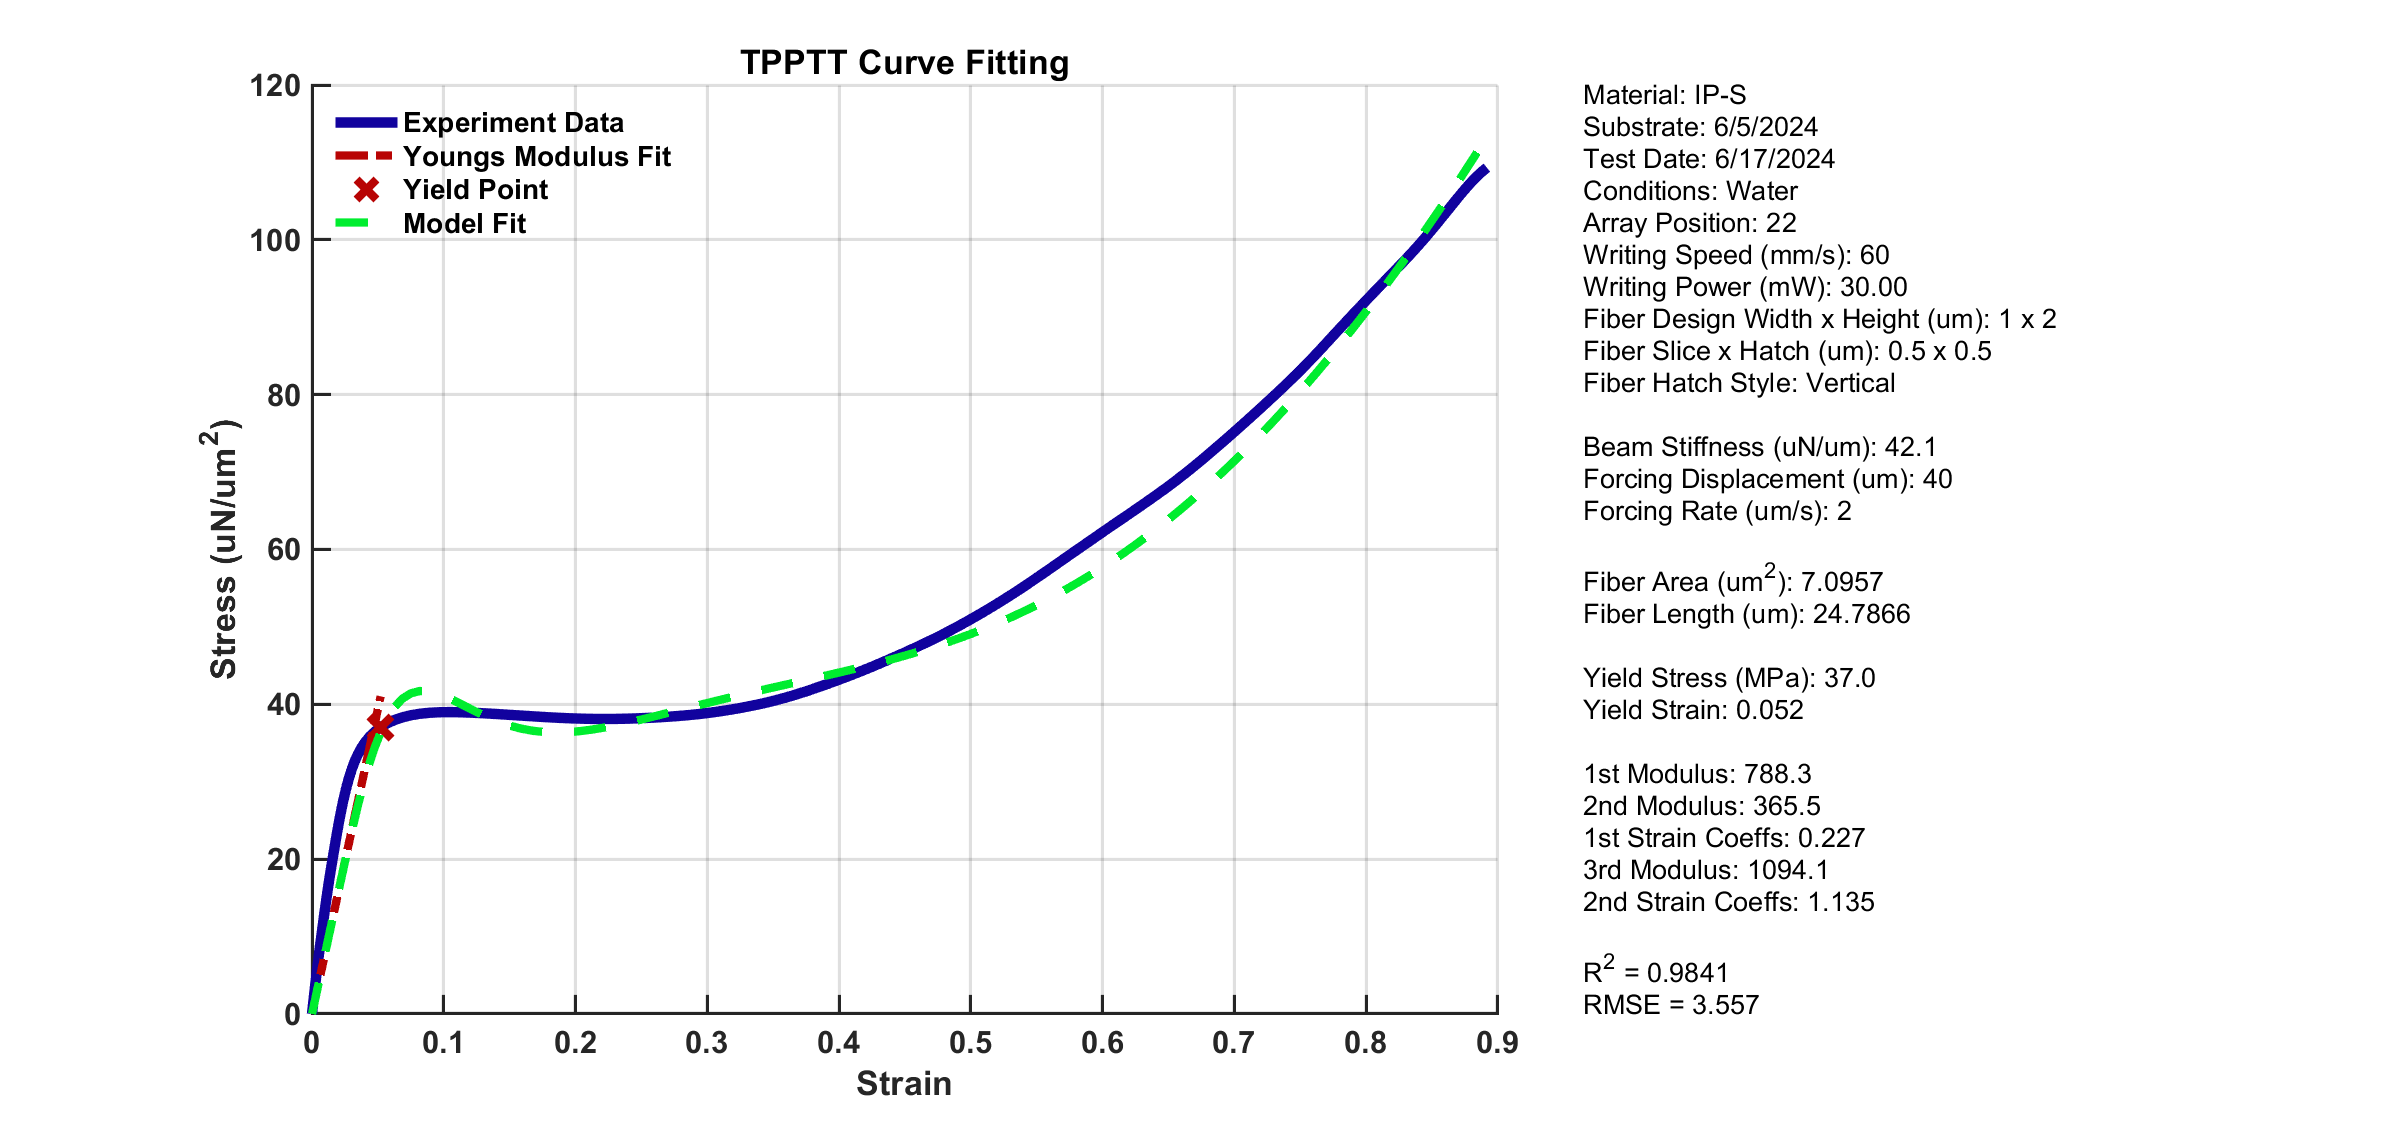 TPPTT Curve Fitting
120
100
80
60
40
20
0
Stress (uN/um²)
Experiment Data
Youngs Modulus Fit
Yield Point
Model Fit
0 0.1 0.2 0.3 0.4 0.5 0.6 0.7 0.8 0.9
Strain
Material: IP-S
Substrate: 6/5/2024
Test Date: 6/17/2024
Conditions: Water
Array Position: 22
Writing Speed (mm/s): 60
Writing Power (mW): 30.00
Fiber Design Width x Height (um): 1 x 2
Fiber Slice x Hatch (um): 0.5 x 0.5
Fiber Hatch Style: Vertical
Beam Stiffness (uN/um): 42.1
Forcing Displacement (um): 40
Forcing Rate (um/s): 2
Fiber Area (um²): 7.0957
Fiber Length (um): 24.7866
Yield Stress (MPa): 37.0
Yield Strain: 0.052
1st Modulus: 788.3
2nd Modulus: 365.5
1st Strain Coeffs: 0.227
3rd Modulus: 1094.1
2nd Strain Coeffs: 1.135
R² = 0.9841
RMSE = 3.557